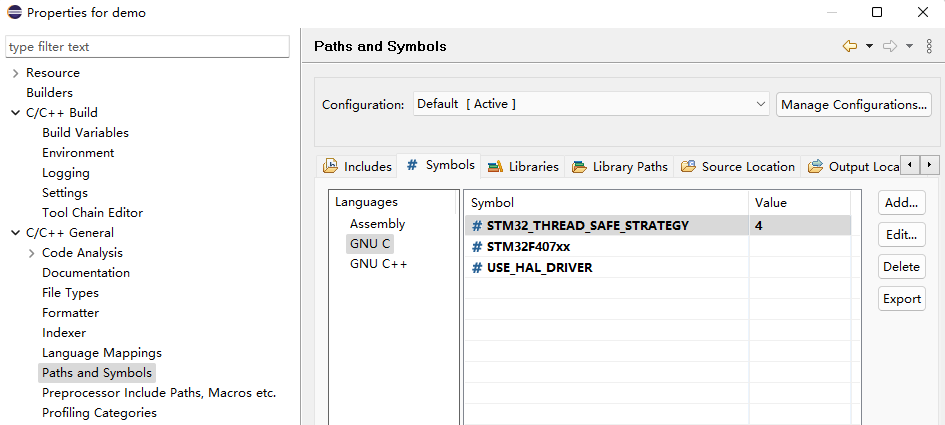 Properties for demo
type filter text
Resource
Builders
C/C++ Build
Build Variables
Environment
Logging
Settings
Tool Chain Editor
C/C++ General
Code Analysis
Documentation
File Types
Formatter
Indexer
Language Mappings
Paths and Symbols
Preprocessor Include Paths, Macros etc.
Profiling Categories
Paths and Symbols
Configuration: Default [ Active ] Manage Configurations...
Includes # Symbols Libraries Library Paths Source Location Output Loca
Languages
Assembly
GNU C
GNU C++
Symbol Value
# STM32_THREAD_SAFE_STRATEGY 4
# STM32F407xx
# USE_HAL_DRIVER
Add...
Edit...
Delete
Export